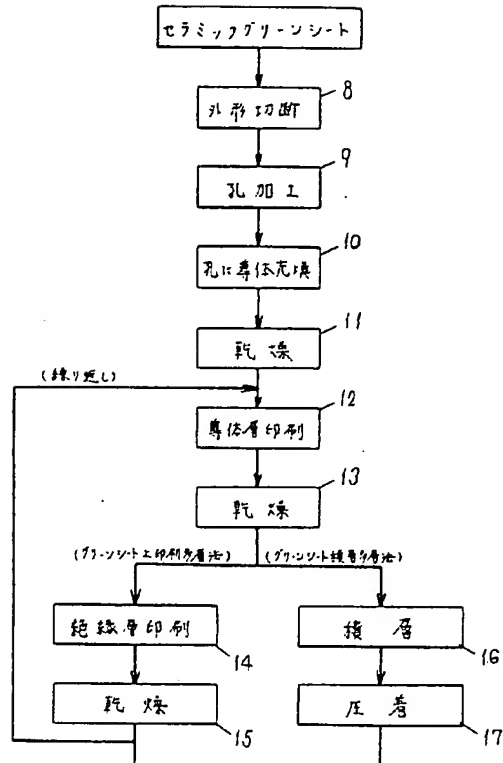 セラミックグリーンシート
8
外形切断
9
孔加工
10
孔に導体充填
11
乾燥
(繰り返し)
12
導体層印刷
13
乾燥
(グリーンシート上印刷多層法)
(グリーンシート積層多層法)
絶縁層印刷
14
積層
16
乾燥
15
圧着
17